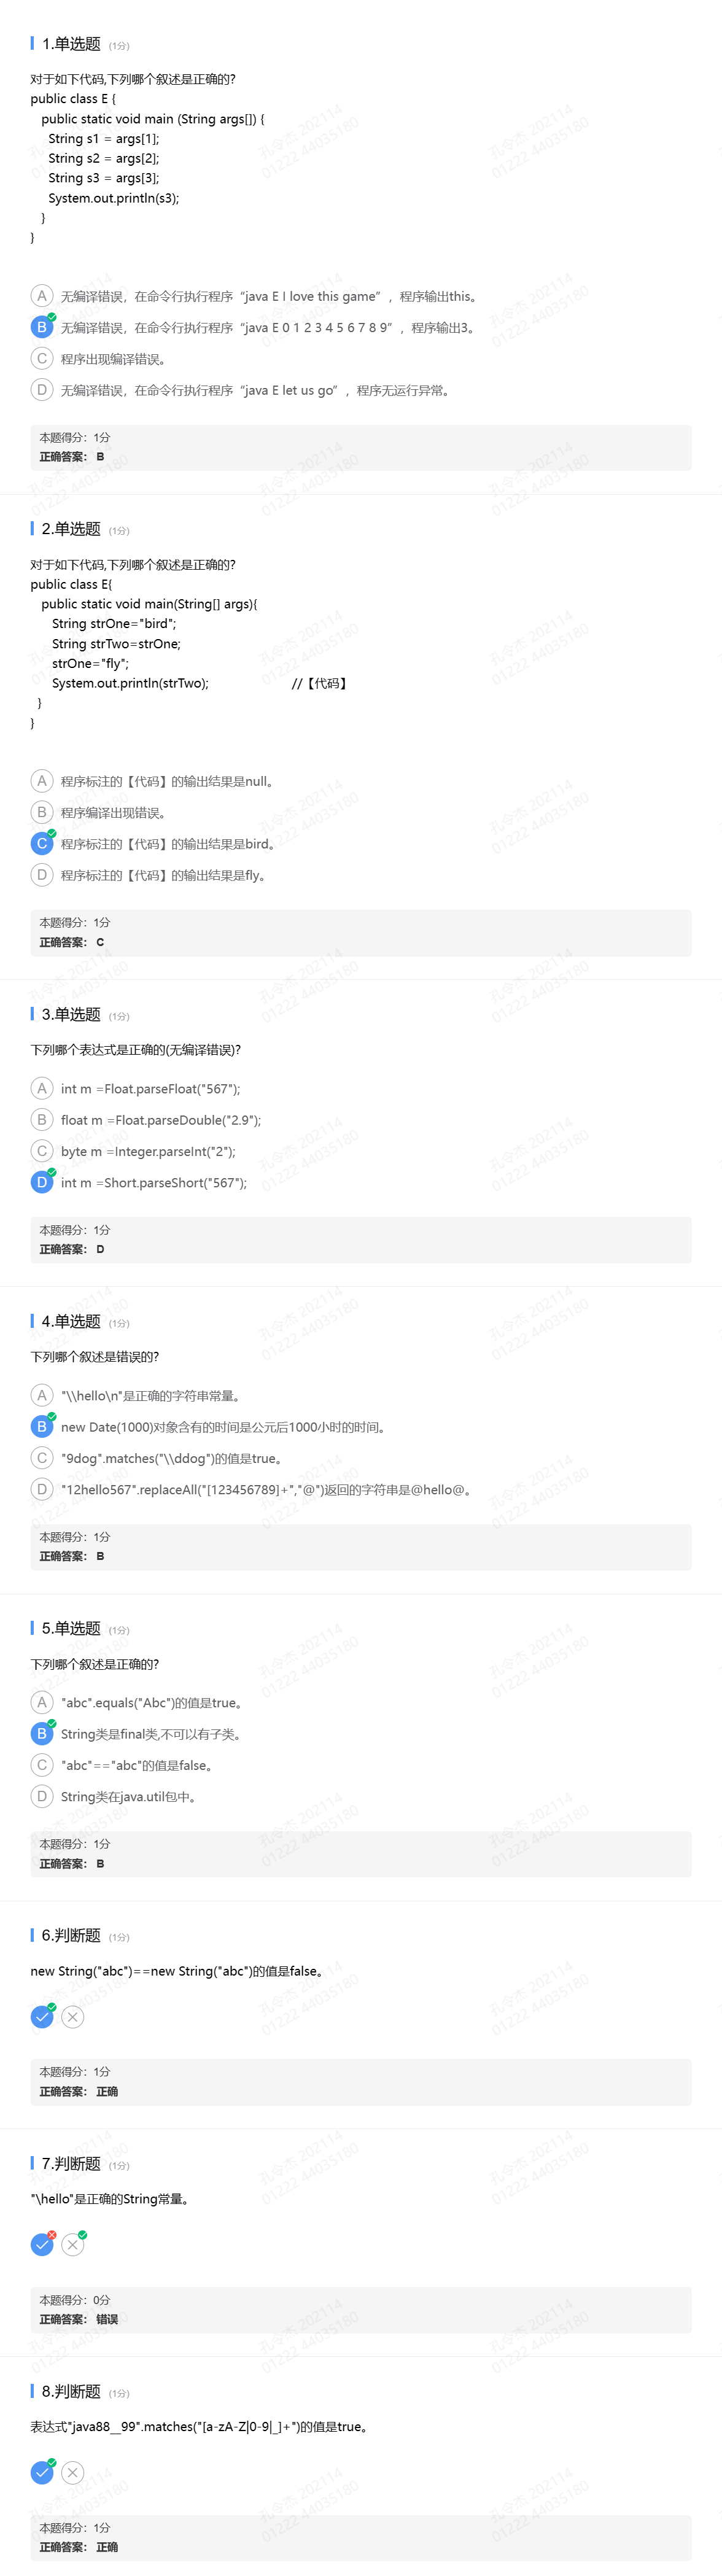 1.单选题 (1分)
对于如下代码,下列哪个叙述是正确的?
public class E {
public static void main (String args[]) {
String s1 = args[1];
String s2 = args[2];
String s3 = args[3];
System.out.println(s3);
}
}
A 无编译错误，在命令行执行程序“java E I love this game”，程序输出this。
B 无编译错误，在命令行执行程序“java E 0 1 2 3 4 5 6 7 8 9”，程序输出3。
C 程序出现编译错误。
D 无编译错误，在命令行执行程序“java E let us go”，程序无运行异常。
本题得分：1分
正确答案： B
2.单选题 (1分)
对于如下代码,下列哪个叙述是正确的?
public class E{
public static void main(String[] args){
String strOne="bird";
String strTwo=strOne;
strOne="fly";
System.out.println(strTwo); //【代码】
}
}
A 程序标注的【代码】的输出结果是null。
B 程序编译出现错误。
C 程序标注的【代码】的输出结果是bird。
D 程序标注的【代码】的输出结果是fly。
本题得分：1分
正确答案： C
3.单选题 (1分)
下列哪个表达式是正确的(无编译错误)?
A int m =Float.parseFloat("567");
B float m =Float.parseDouble("2.9");
C byte m =Integer.parseInt("2");
D int m =Short.parseShort("567");
本题得分：1分
正确答案： D
4.单选题 (1分)
下列哪个叙述是错误的?
A "\\hello\n"是正确的字符串常量。
B new Date(1000)对象含有的时间是公元后1000小时的时间。
C "9dog".matches("\\ddog")的值是true。
D "12hello567".replaceAll("[123456789]+","@")返回的字符串是@hello@。
本题得分：1分
正确答案： B
5.单选题 (1分)
下列哪个叙述是正确的?
A "abc".equals("Abc")的值是true。
B String类是final类,不可以有子类。
C "abc"=="abc"的值是false。
D String类在java.util包中。
本题得分：1分
正确答案： B
6.判断题 (1分)
new String("abc")==new String("abc")的值是false。
本题得分：1分
正确答案： 正确
7.判断题 (1分)
"\hello"是正确的String常量。
本题得分：0分
正确答案： 错误
8.判断题 (1分)
表达式"java88__99".matches("[a-zA-Z|0-9|_]+")的值是true。
本题得分：1分
正确答案： 正确
孔令杰 202114
01222 44035180